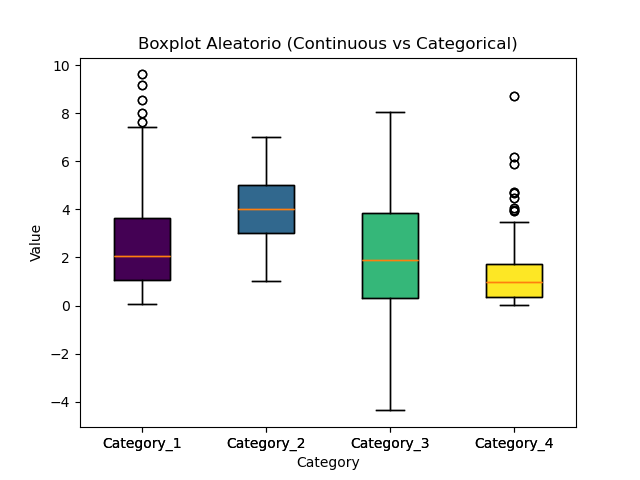 Boxplot Aleatorio (Continuous vs Categorical)
10
8
6
4
2
0
−2
−4
Value
Category_1 Category_2 Category_3 Category_4
Category